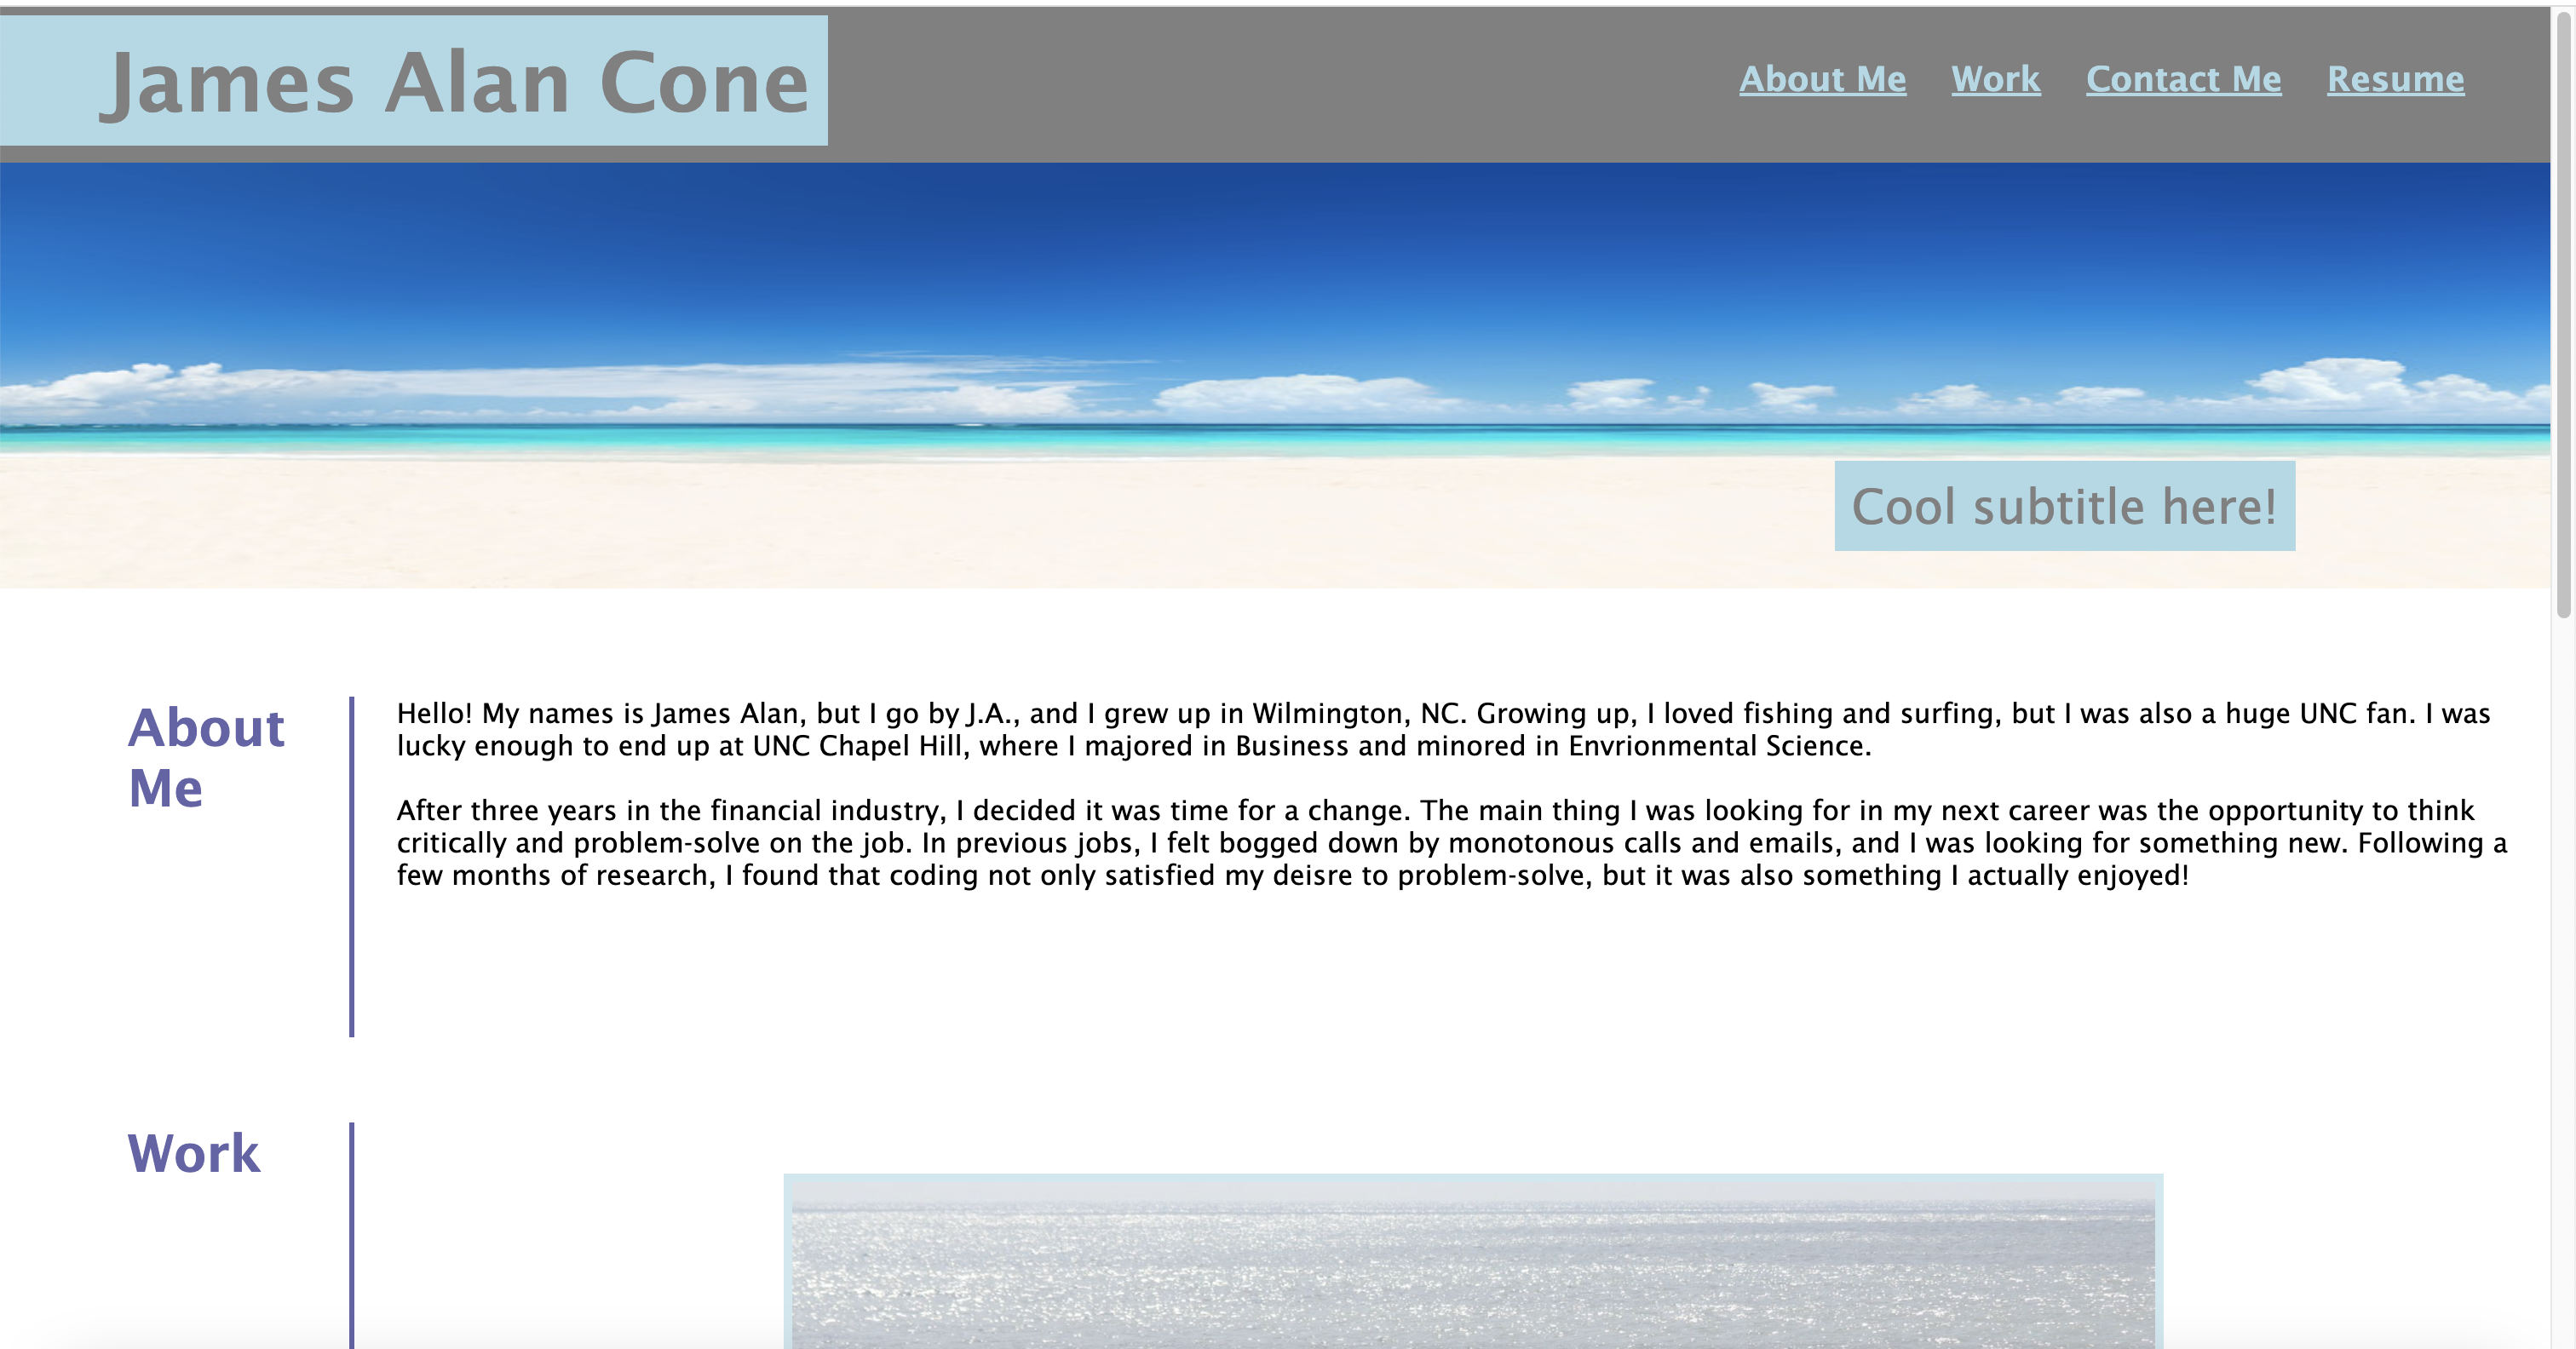 James Alan Cone
About Me Work Contact Me Resume
Cool subtitle here!
About
Me
Hello! My names is James Alan, but I go by J.A., and I grew up in Wilmington, NC. Growing up, I loved fishing and surfing, but I was also a huge UNC fan. I was
lucky enough to end up at UNC Chapel Hill, where I majored in Business and minored in Envrionmental Science.
After three years in the financial industry, I decided it was time for a change. The main thing I was looking for in my next career was the opportunity to think
critically and problem-solve on the job. In previous jobs, I felt bogged down by monotonous calls and emails, and I was looking for something new. Following a
few months of research, I found that coding not only satisfied my deisre to problem-solve, but it was also something I actually enjoyed!
Work